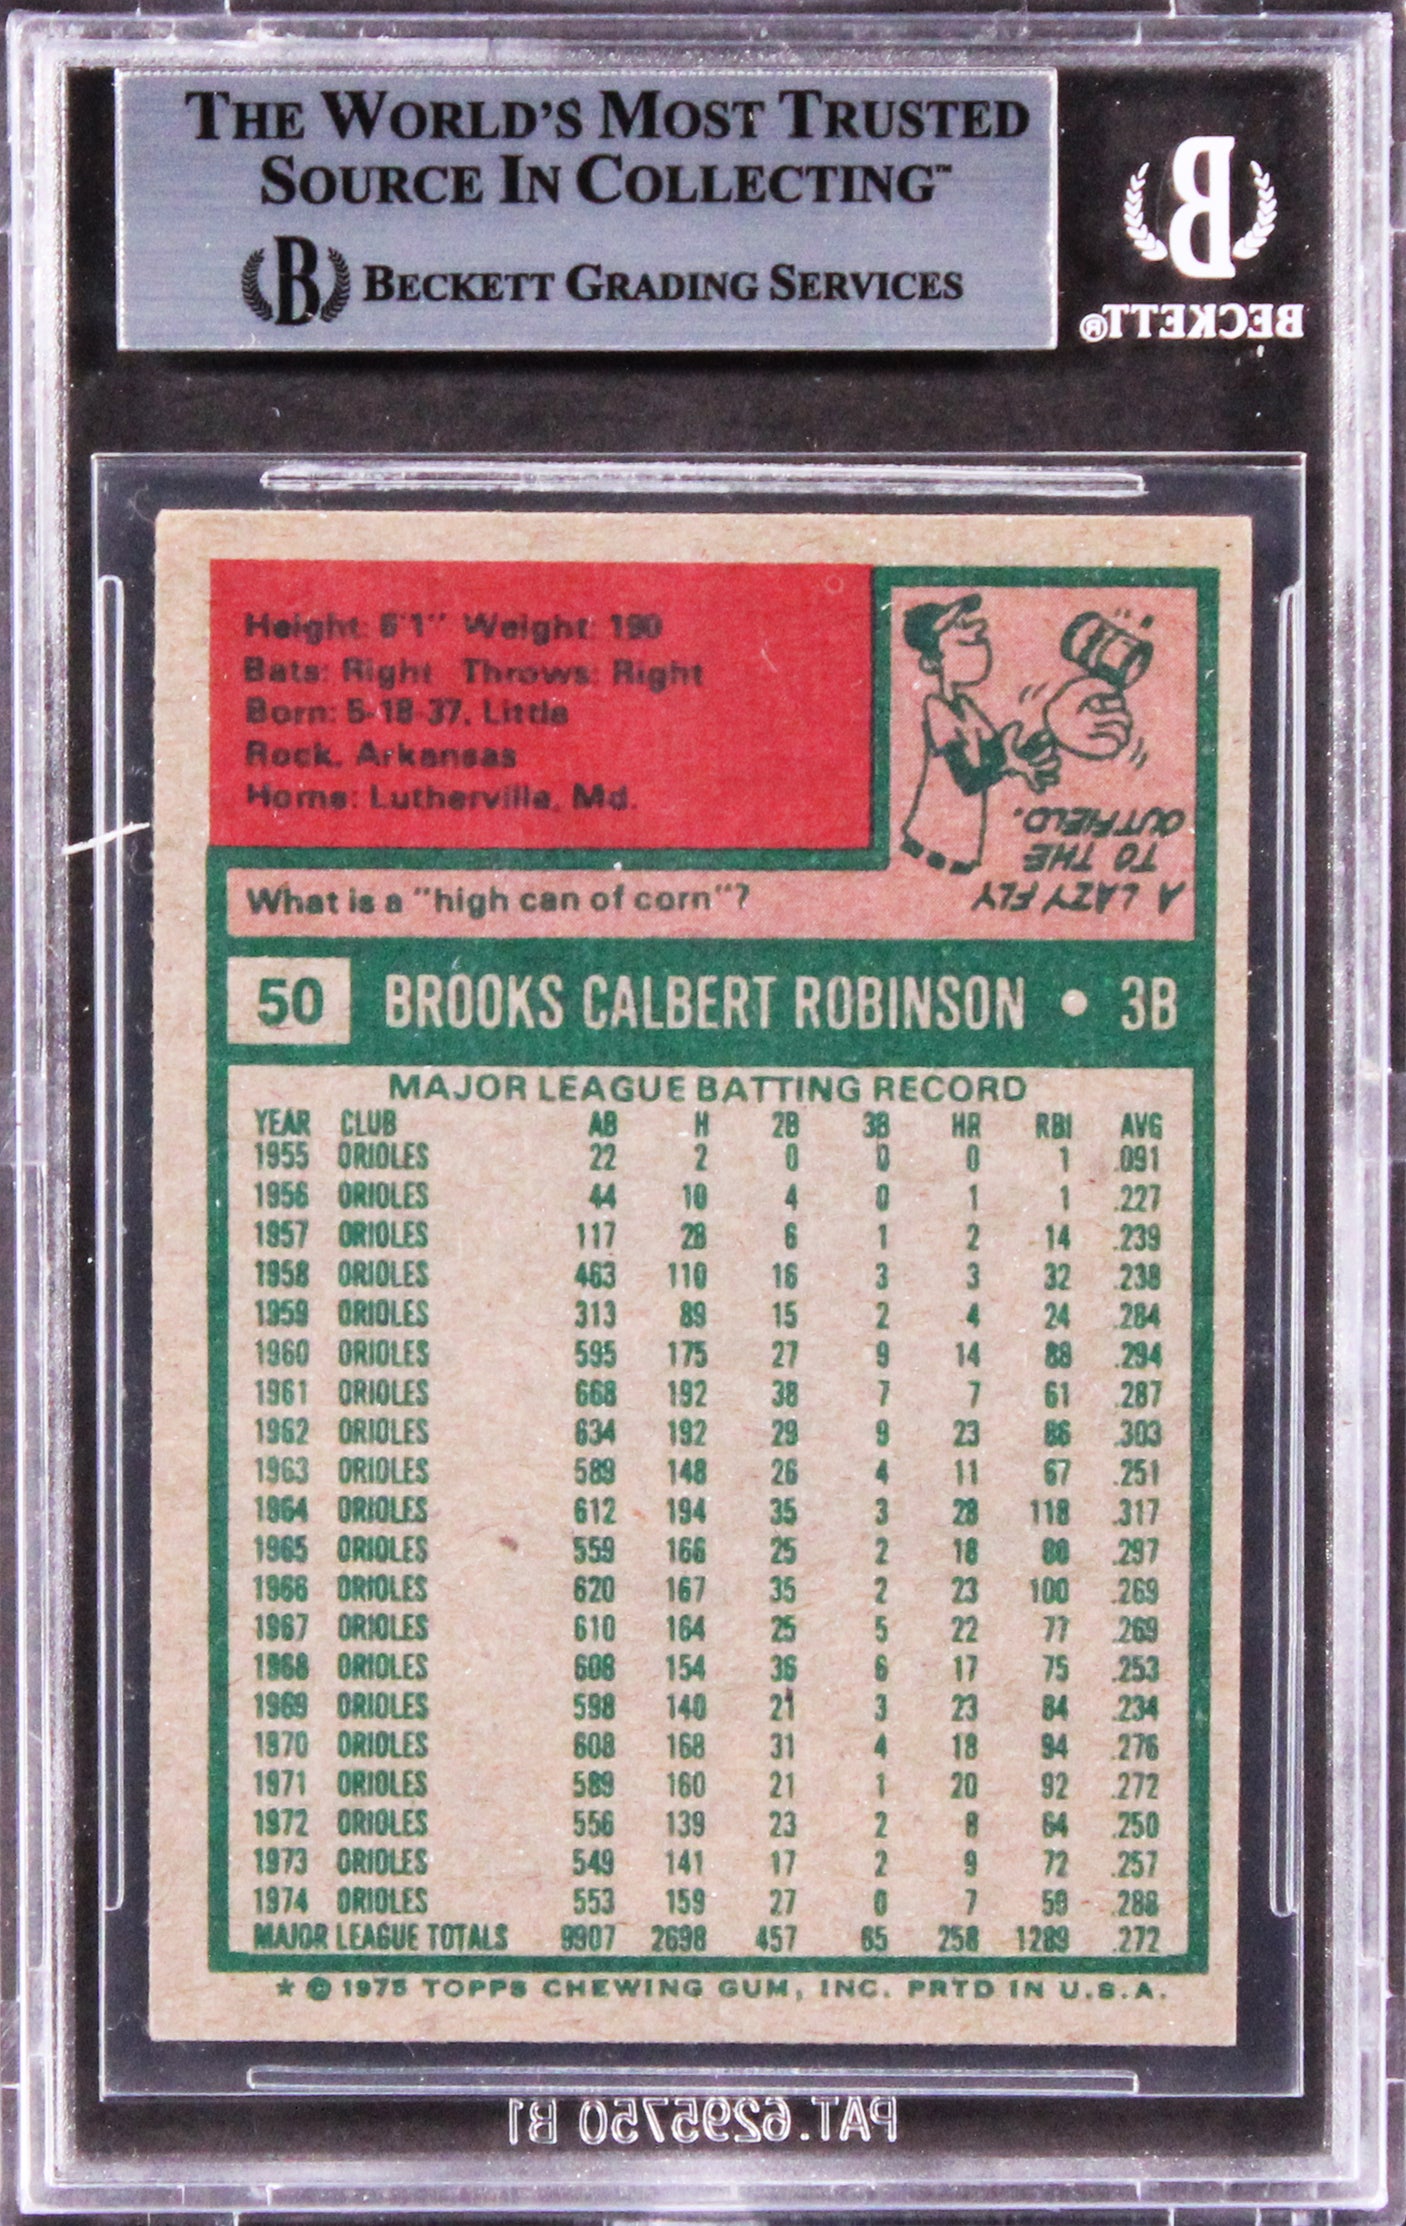 THE WORLD'S MOST TRUSTED
SOURCE IN COLLECTING™
B BECKETT GRADING SERVICES
B
BECKETT®
Height: 6'1" Weight: 190
Bats: Right Throws: Right
Born: 5-18-37, Little
Rock, Arkansas
Home: Lutherville, Md.
A LAZY FLY
TO THE
OUTFIELD.
What is a "high can of corn"?
50 BROOKS CALBERT ROBINSON • 3B
MAJOR LEAGUE BATTING RECORD
YEAR CLUB AB H 2B 3B HR RBI AVG
1955 ORIOLES 22 2 0 0 0 1 .091
1956 ORIOLES 44 10 4 0 1 1 .227
1957 ORIOLES 117 28 6 1 2 14 .239
1958 ORIOLES 463 110 16 3 3 32 .238
1959 ORIOLES 313 89 15 2 4 24 .284
1960 ORIOLES 595 175 27 9 14 88 .294
1961 ORIOLES 668 192 38 7 7 61 .287
1962 ORIOLES 634 192 29 9 23 86 .303
1963 ORIOLES 589 148 26 4 11 67 .251
1964 ORIOLES 612 194 35 3 28 118 .317
1965 ORIOLES 559 166 25 2 18 80 .297
1966 ORIOLES 620 167 35 2 23 100 .269
1967 ORIOLES 610 164 25 5 22 77 .269
1968 ORIOLES 608 154 36 6 17 75 .253
1969 ORIOLES 598 140 21 3 23 84 .234
1970 ORIOLES 608 168 31 4 18 94 .276
1971 ORIOLES 589 160 21 1 20 92 .272
1972 ORIOLES 556 139 23 2 8 64 .250
1973 ORIOLES 549 141 17 2 9 72 .257
1974 ORIOLES 553 159 27 0 7 59 .288
MAJOR LEAGUE TOTALS 9907 2698 457 65 258 1289 .272
★ © 1975 TOPPS CHEWING GUM, INC. PRTD IN U.S.A.
PAT.6295750 B1